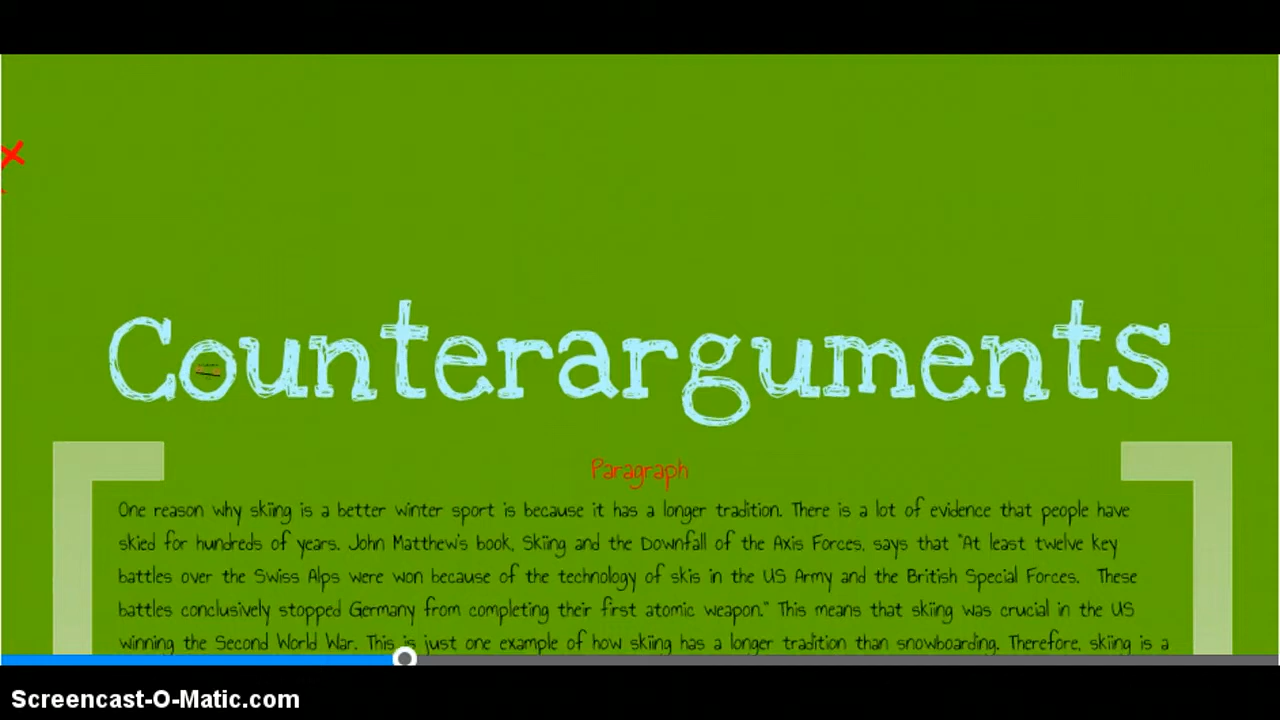 Counterarguments
Paragraph
One reason why skiing is a better winter sport is because it has a longer tradition. There is a lot of evidence that people have
skied for hundreds of years. John Matthew's book, Skiing and the Downfall of the Axis Forces, says that "At least twelve key
battles over the Swiss Alps were won because of the technology of skis in the US Army and the British Special Forces. These
battles conclusively stopped Germany from completing their first atomic weapon." This means that skiing was crucial in the US
winning the Second World War. This is just one example of how skiing has a longer tradition than snowboarding. Therefore, skiing is a
Screencast-O-Matic.com